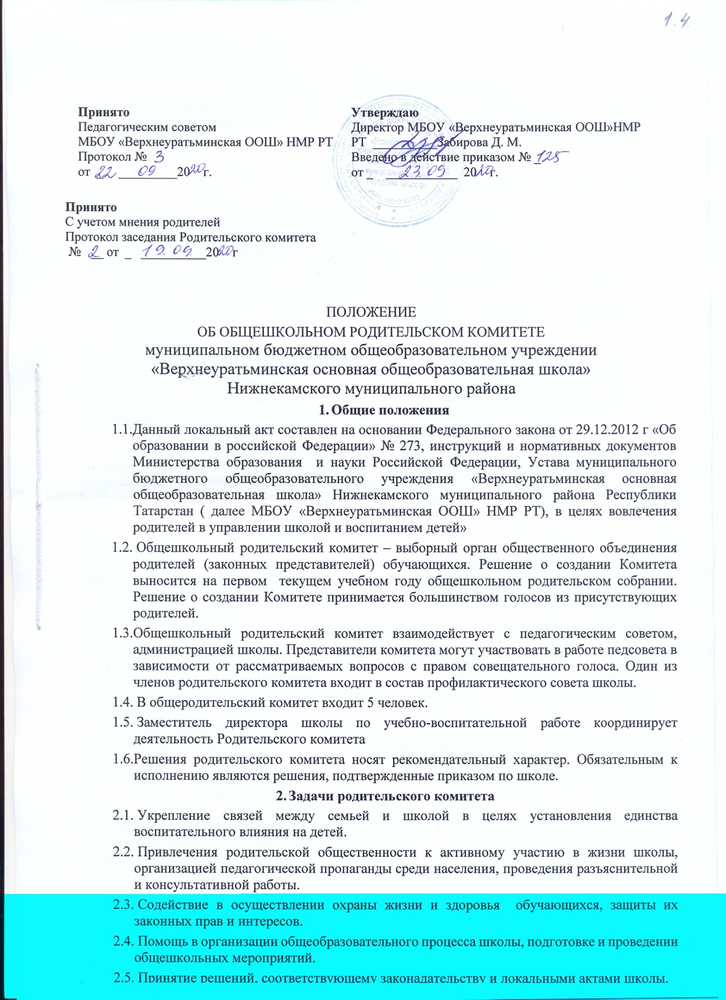 1.4.
Принято
Педагогическим советом
МБОУ «Верхнеуратьминская ООШ» НМР РТ
Протокол № 3
от 22 09 2020 г.
Утверждаю
Директор МБОУ «Верхнеуратьминская ООШ»НМР
РТ __________Забирова Д. М.
Введено в действие приказом № 125
от 23 09 2020 г.
муниципального района
Республики Татарстан
ИНН 1651030783
Принято
С учетом мнения родителей
Протокол заседания Родительского комитета
№ 2 от 19. 09. 2020 г
ПОЛОЖЕНИЕ
ОБ ОБЩЕШКОЛЬНОМ РОДИТЕЛЬСКОМ КОМИТЕТЕ
муниципальном бюджетном общеобразовательном учреждении
«Верхнеуратьминская основная общеобразовательная школа»
Нижнекамского муниципального района
1. Общие положения
1.1.Данный локальный акт составлен на основании Федерального закона от 29.12.2012 г «Об
образовании в российской Федерации» № 273, инструкций и нормативных документов
Министерства образования и науки Российской Федерации, Устава муниципального
бюджетного общеобразовательного учреждения «Верхнеуратьминская основная
общеобразовательная школа» Нижнекамского муниципального района Республики
Татарстан ( далее МБОУ «Верхнеуратьминская ООШ» НМР РТ), в целях вовлечения
родителей в управлении школой и воспитанием детей»
1.2. Общешкольный родительский комитет – выборный орган общественного объединения
родителей (законных представителей) обучающихся. Решение о создании Комитета
выносится на первом текущем учебном году общешкольном родительском собрании.
Решение о создании Комитете принимается большинством голосов из присутствующих
родителей.
1.3.Общешкольный родительский комитет взаимодействует с педагогическим советом,
администрацией школы. Представители комитета могут участвовать в работе педсовета в
зависимости от рассматриваемых вопросов с правом совещательного голоса. Один из
членов родительского комитета входит в состав профилактического совета школы.
1.4. В общеродительский комитет входит 5 человек.
1.5. Заместитель директора школы по учебно-воспитательной работе координирует
деятельность Родительского комитета
1.6.Решения родительского комитета носят рекомендательный характер. Обязательным к
исполнению являются решения, подтвержденные приказом по школе.
2. Задачи родительского комитета
2.1. Укрепление связей между семьей и школой в целях установления единства
воспитательного влияния на детей.
2.2. Привлечения родительской общественности к активному участию в жизни школы,
организацией педагогической пропаганды среди населения, проведения разъяснительной
и консультативной работы.
2.3. Содействие в осуществлении охраны жизни и здоровья обучающихся, защиты их
законных прав и интересов.
2.4. Помощь в организации общеобразовательного процесса школы, подготовке и проведении
общешкольных мероприятий.
2.5. Принятие решений, соответствующему законадательству и локальными актами школы.